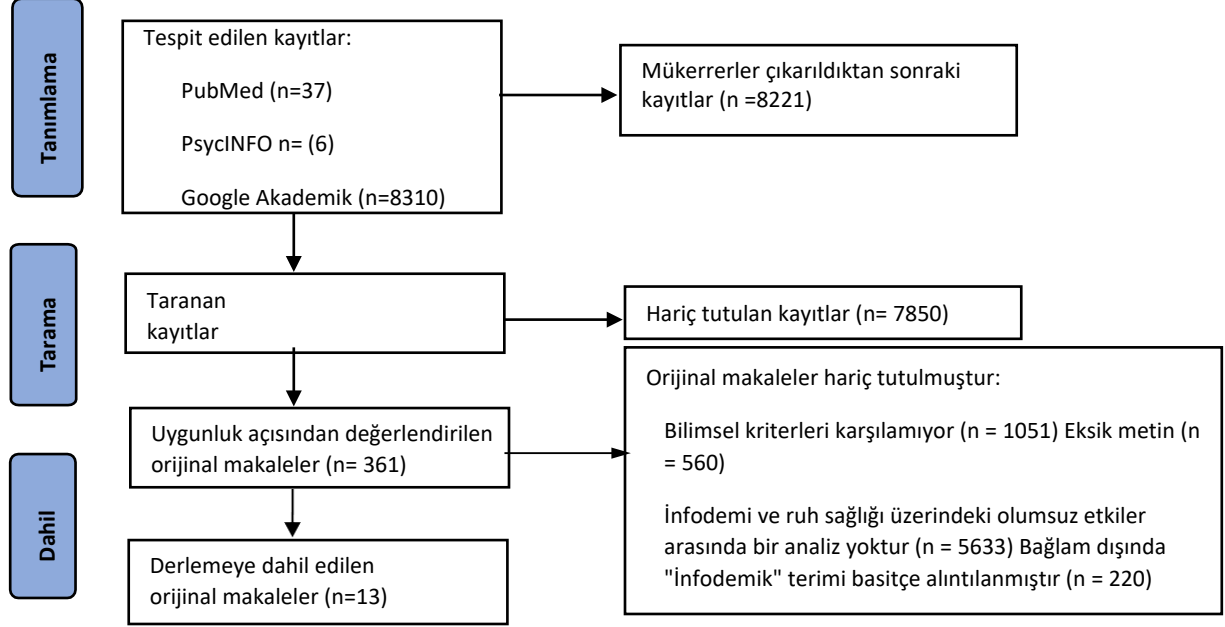 Tanımlama
Tespit edilen kayıtlar:
PubMed (n=37)
PsycINFO n= (6)
Google Akademik (n=8310)
Mükerrerler çıkarıldıktan sonraki
kayıtlar (n =8221)
Tarama
Taranan
kayıtlar
Hariç tutulan kayıtlar (n= 7850)
Uygunluk açısından değerlendirilen
orijinal makaleler (n= 361)
Orijinal makaleler hariç tutulmuştur:
Bilimsel kriterleri karşılamıyor (n = 1051) Eksik metin (n
= 560)
İnfodemi ve ruh sağlığı üzerindeki olumsuz etkiler
arasında bir analiz yoktur (n = 5633) Bağlam dışında
"İnfodemik" terimi basitçe alıntılanmıştır (n = 220)
Dahil
Derlemeye dahil edilen
orijinal makaleler (n=13)